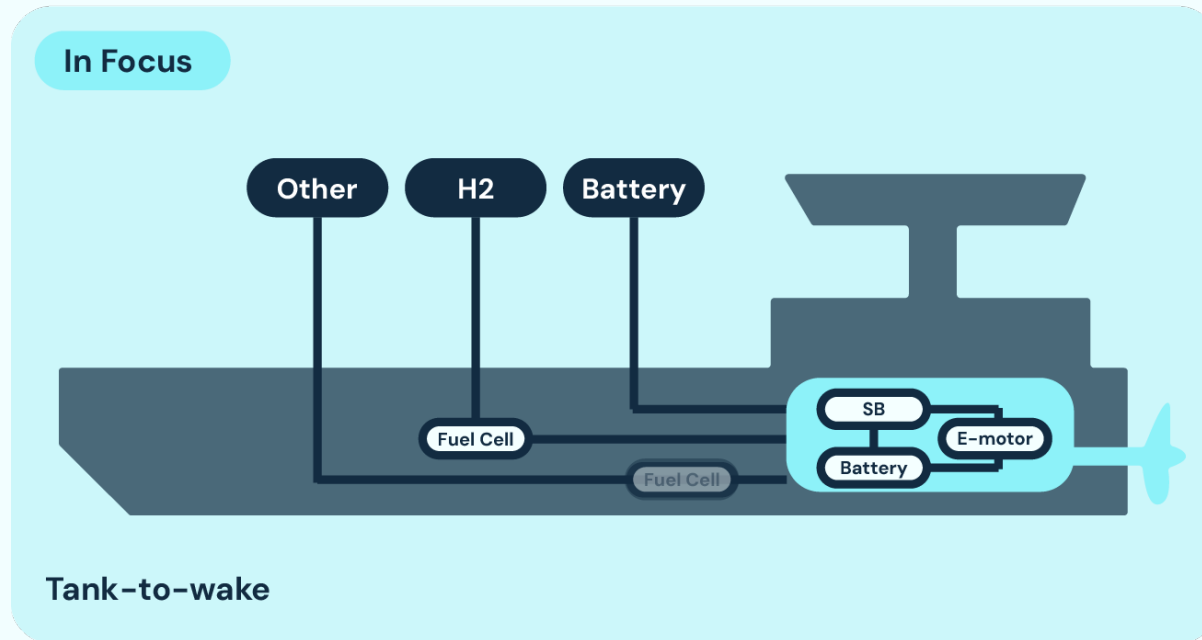 In Focus
Other
H2
Battery
SB
Fuel Cell
E-motor
Battery
Fuel Cell
Tank-to-wake